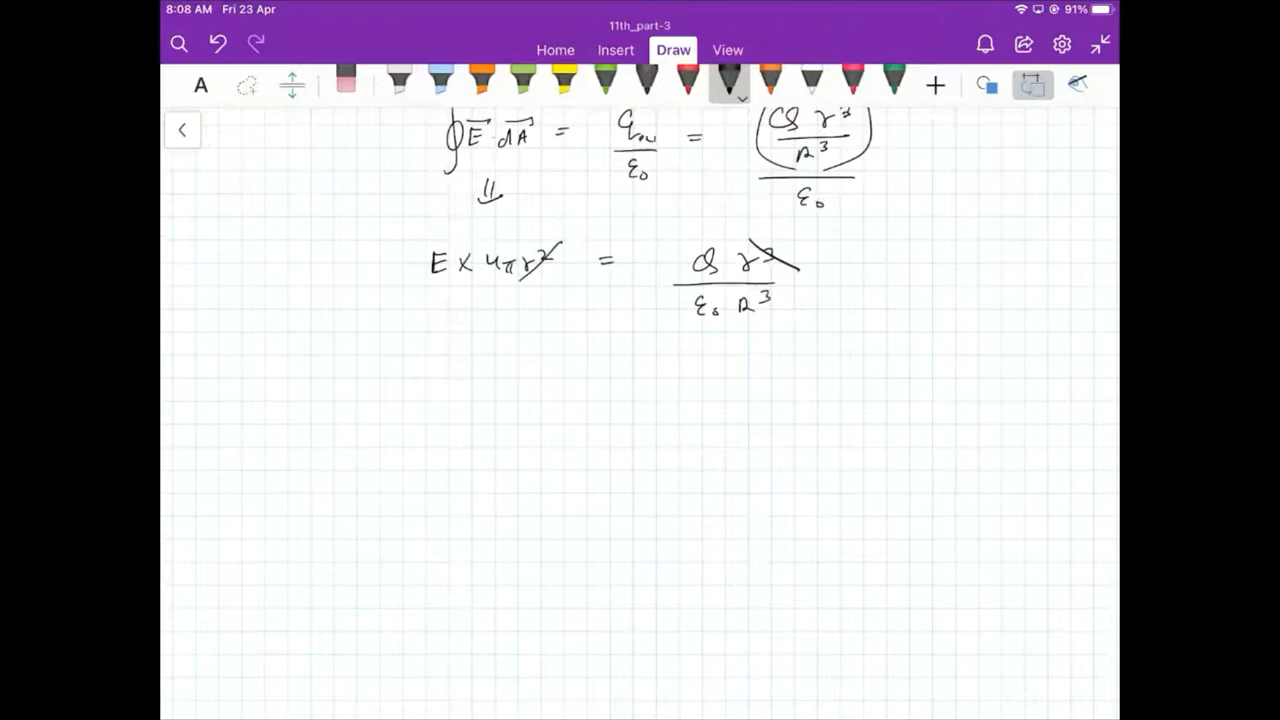 8:08 AM Fri 23 Apr
91%
11th_part-3
Home Insert Draw View
A
∮ E⃗ · dA⃗ = q_in / ε₀ = (Q r³ / R³) / ε₀
E × 4πr² = Q r³ / ε₀ R³